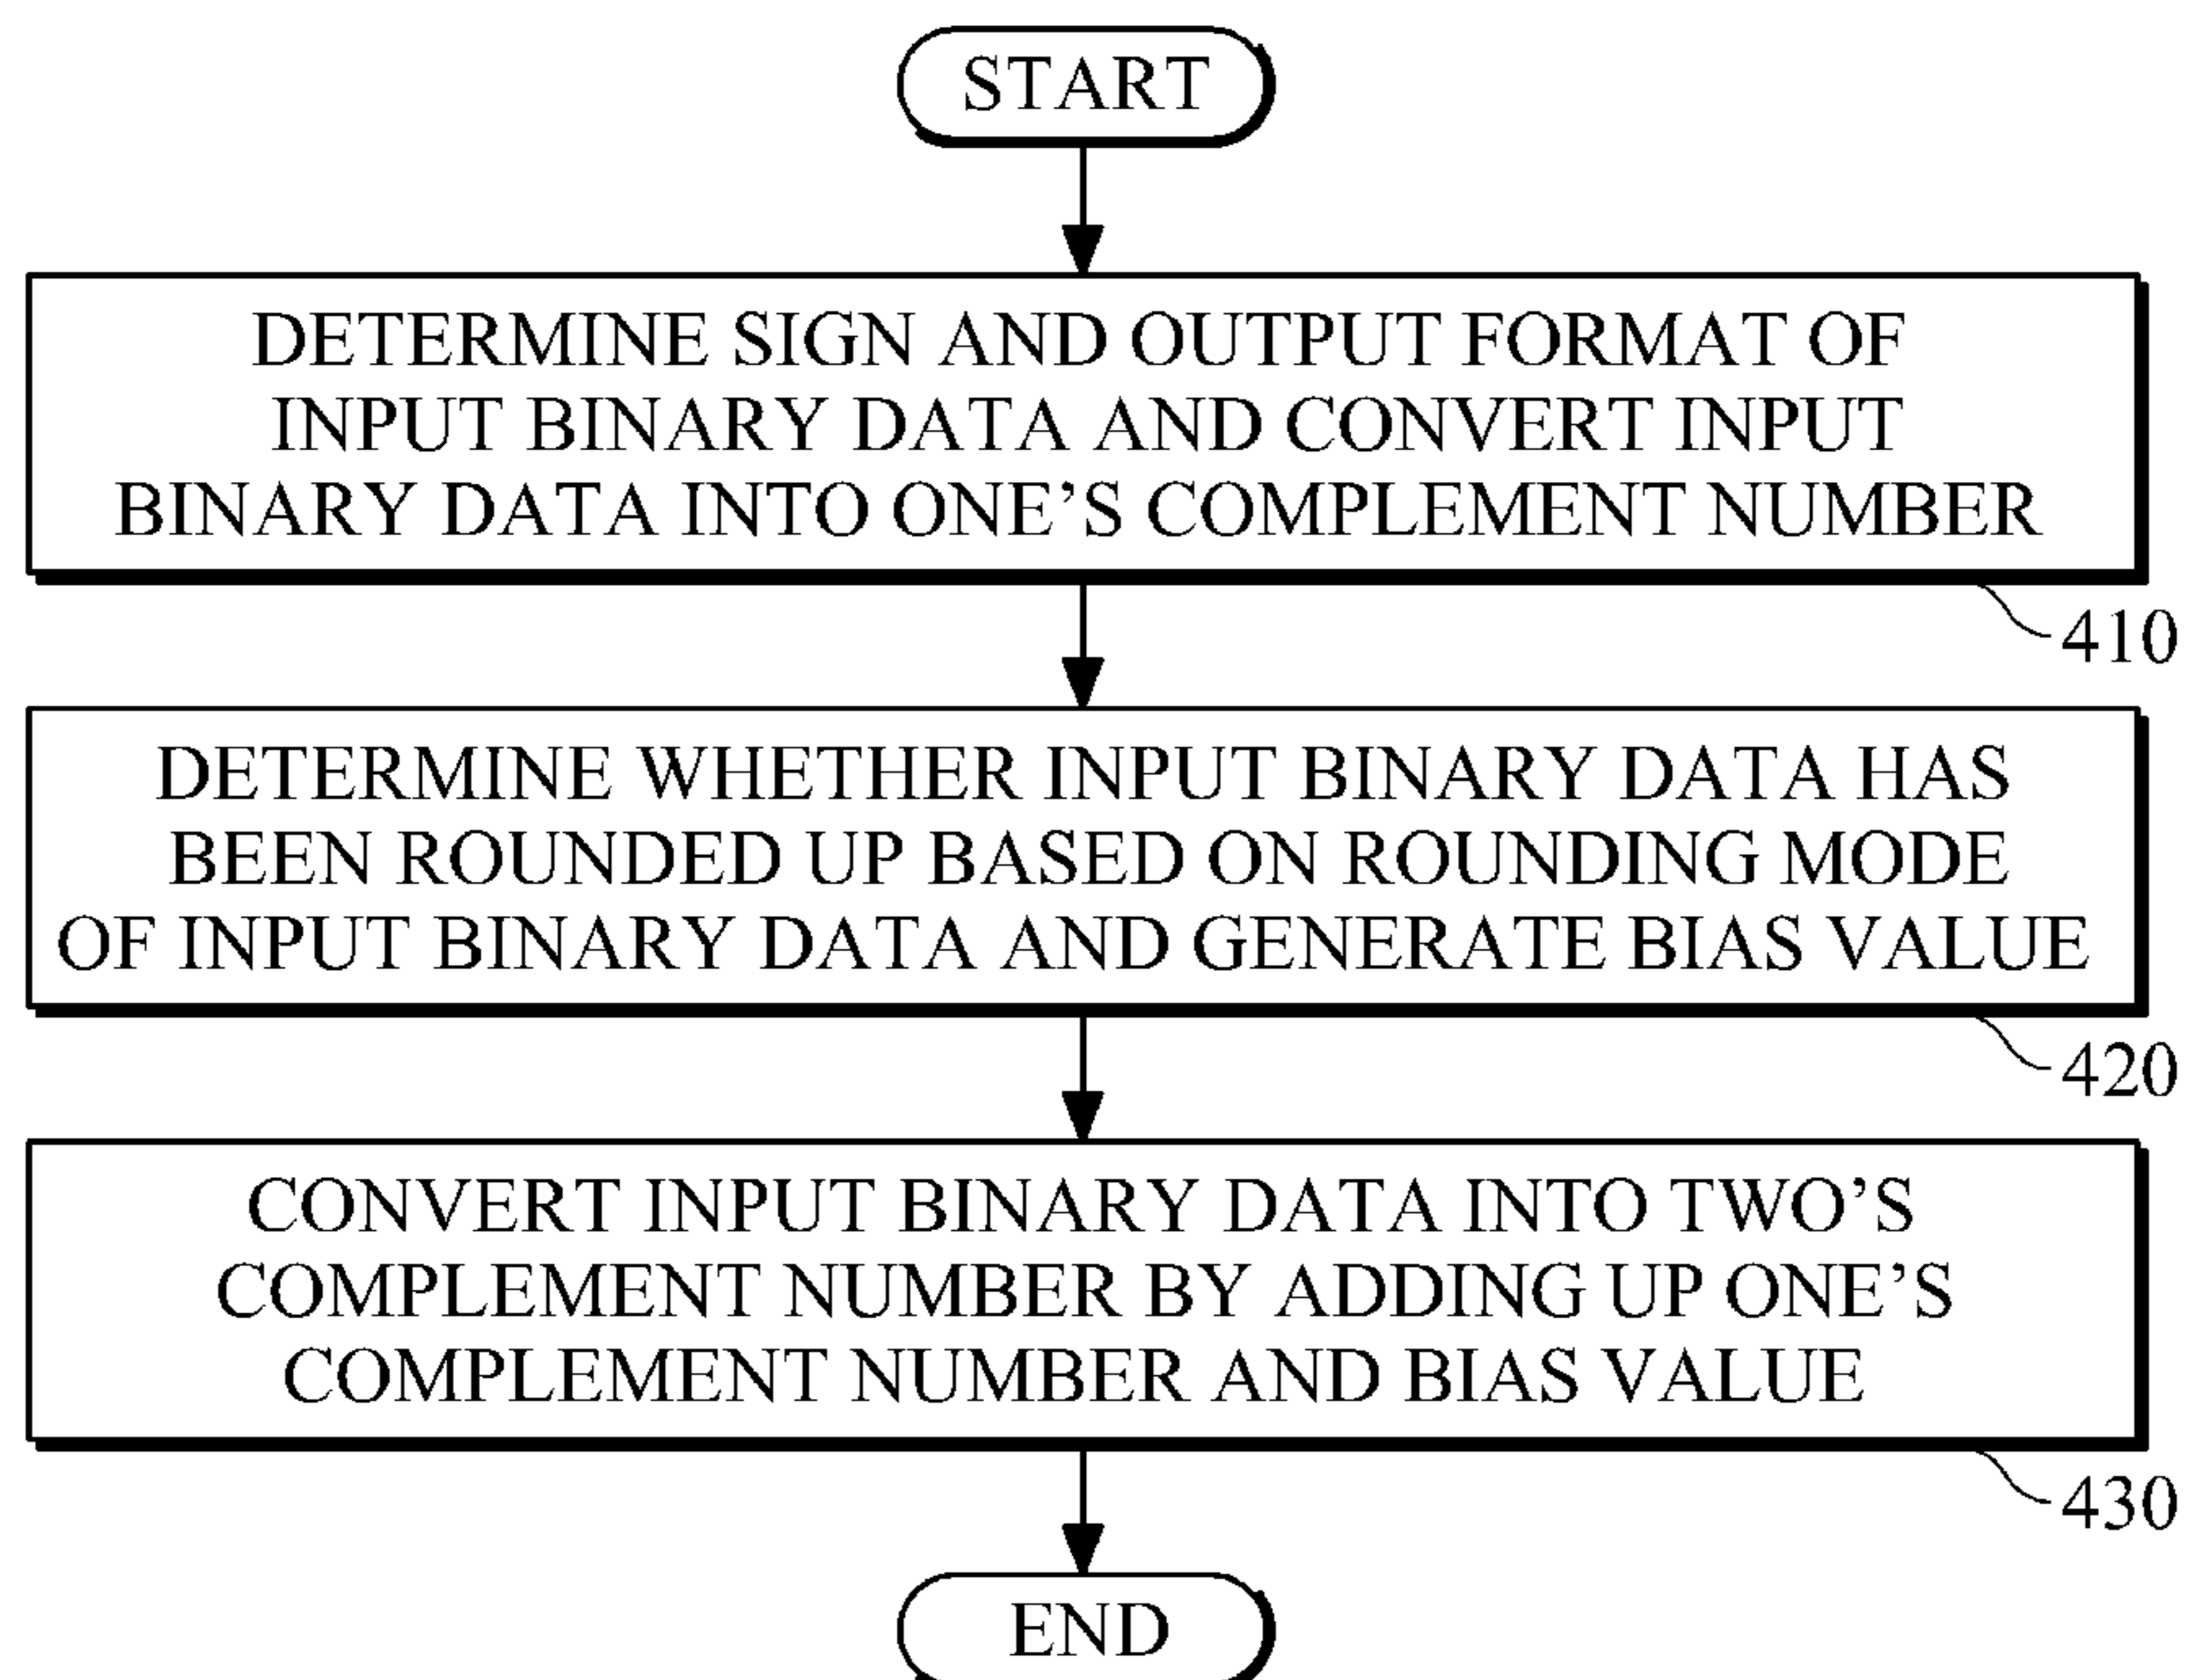 START
DETERMINE SIGN AND OUTPUT FORMAT OF
INPUT BINARY DATA AND CONVERT INPUT
BINARY DATA INTO ONE’S COMPLEMENT NUMBER
410
DETERMINE WHETHER INPUT BINARY DATA HAS
BEEN ROUNDED UP BASED ON ROUNDING MODE
OF INPUT BINARY DATA AND GENERATE BIAS VALUE
420
CONVERT INPUT BINARY DATA INTO TWO’S
COMPLEMENT NUMBER BY ADDING UP ONE’S
COMPLEMENT NUMBER AND BIAS VALUE
430
END